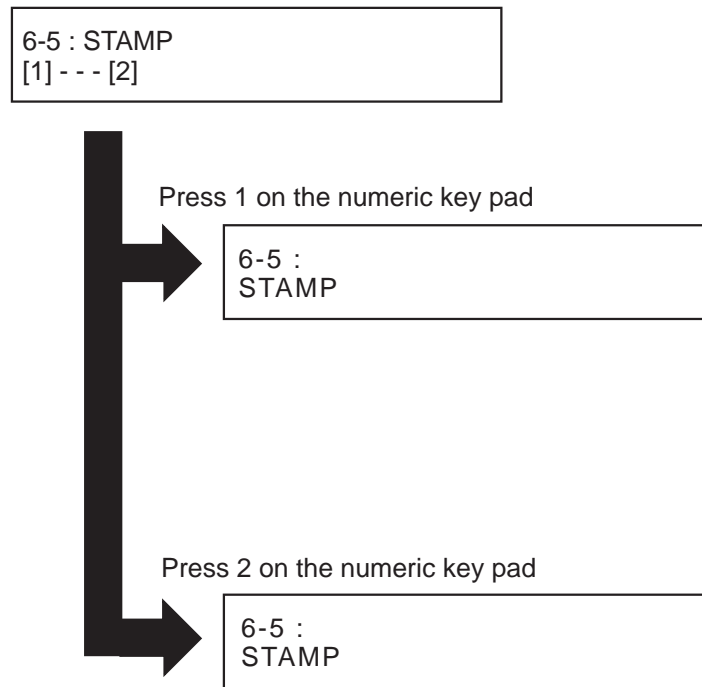 6-5 : STAMP
[1] - - - [2]
Press 1 on the numeric key pad
6-5 :
STAMP
Press 2 on the numeric key pad
6-5 :
STAMP